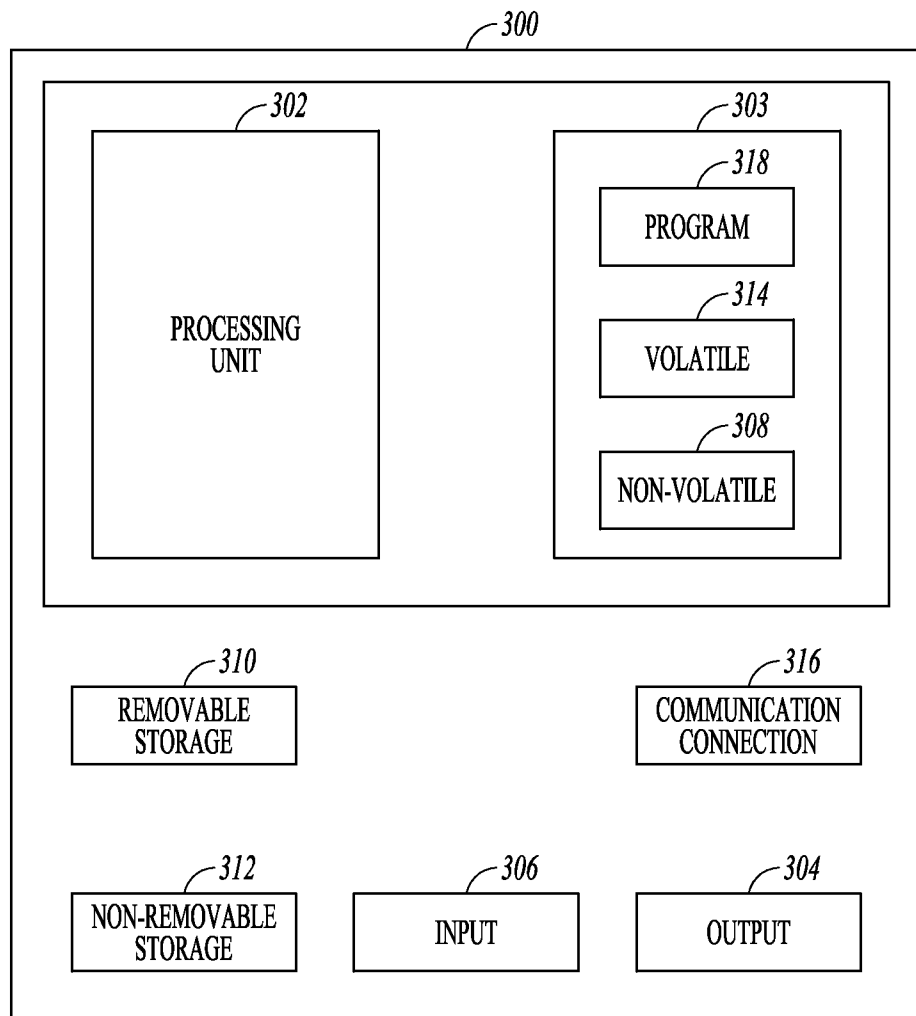 300
302
303
318
PROGRAM
314
PROCESSING
UNIT
VOLATILE
308
NON-VOLATILE
310
316
REMOVABLE
STORAGE
COMMUNICATION
CONNECTION
312
306
304
NON-REMOVABLE
STORAGE
INPUT
OUTPUT